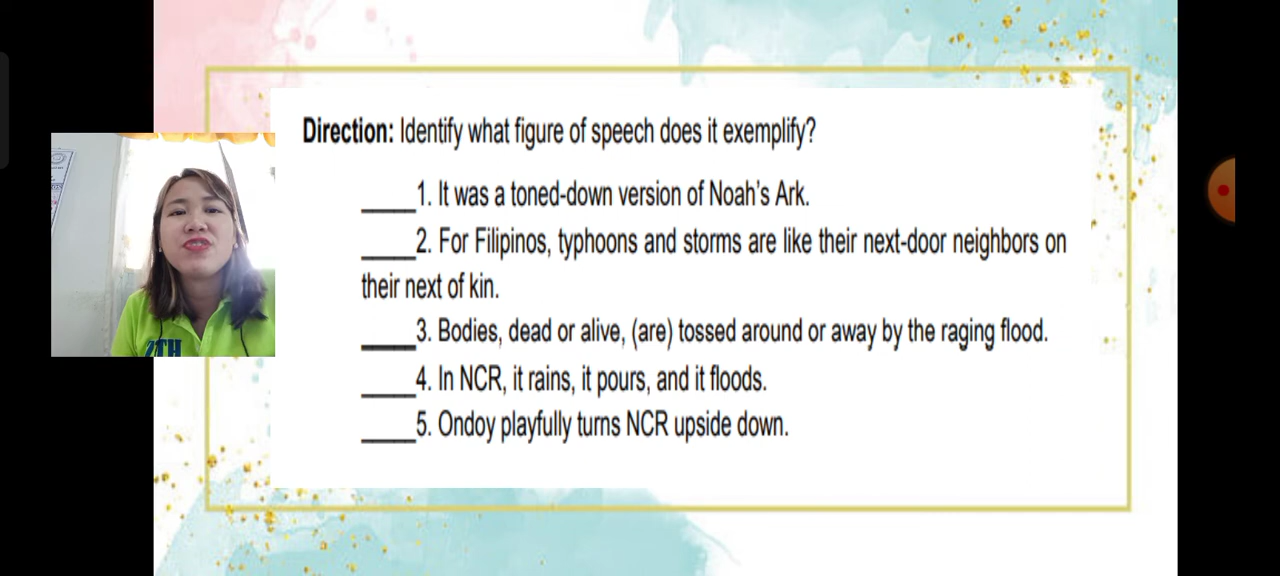 Direction: Identify what figure of speech does it exemplify?
_____1. It was a toned-down version of Noah's Ark.
_____2. For Filipinos, typhoons and storms are like their next-door neighbors on
their next of kin.
_____3. Bodies, dead or alive, (are) tossed around or away by the raging flood.
_____4. In NCR, it rains, it pours, and it floods.
_____5. Ondoy playfully turns NCR upside down.